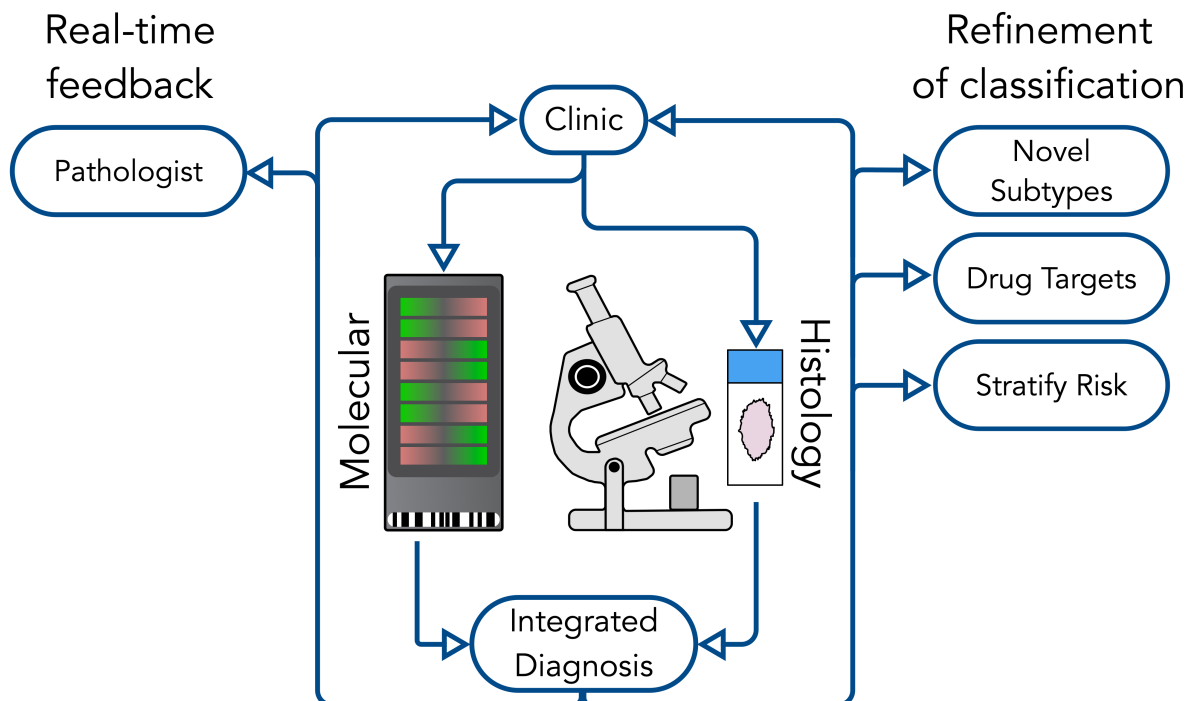 Real-time
feedback
Pathologist
Clinic
Refinement
of classification
Novel
Subtypes
Drug Targets
Stratify Risk
Molecular
Histology
Integrated
Diagnosis